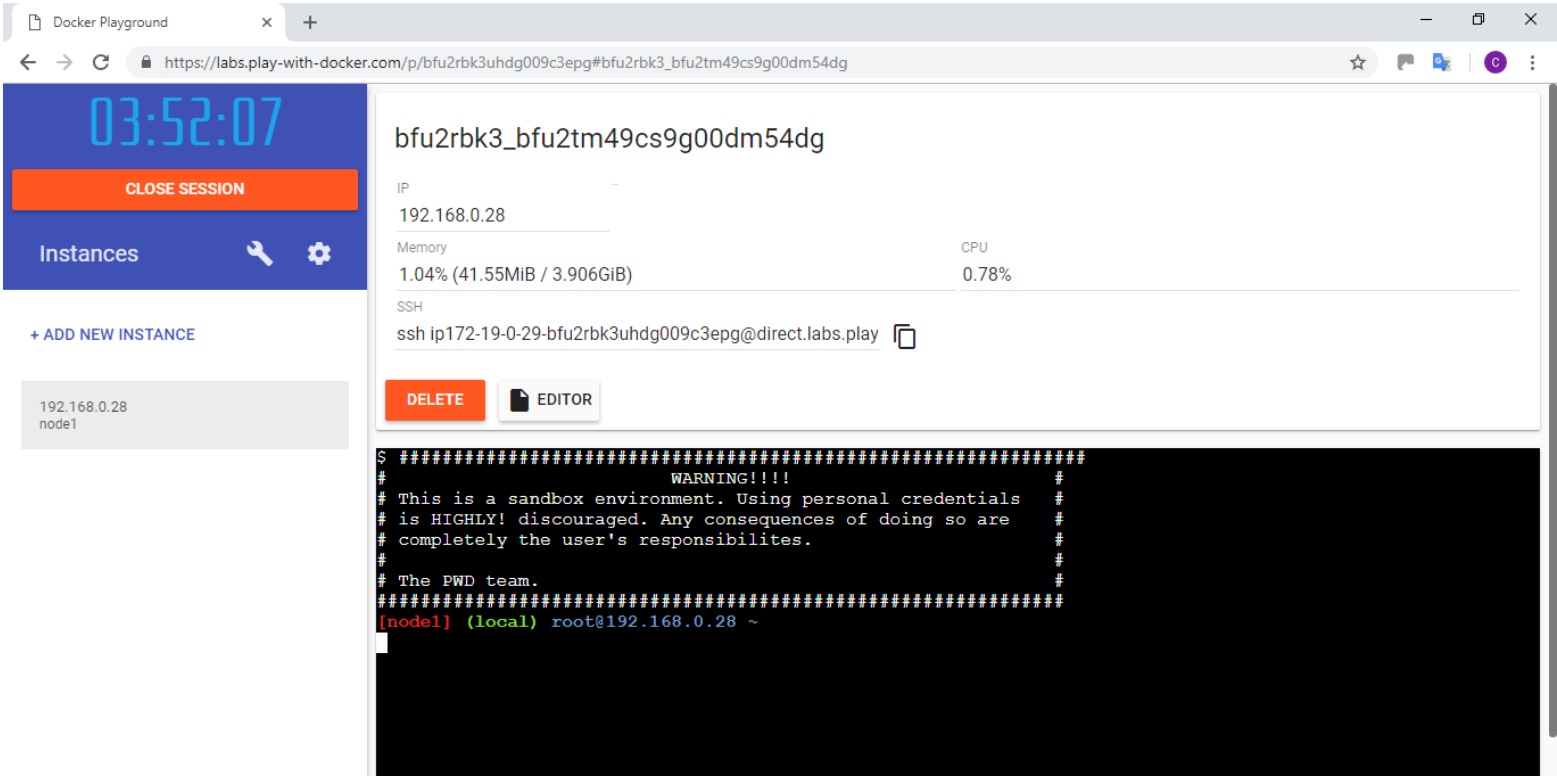 Docker Playground
https://labs.play-with-docker.com/p/bfu2rbk3uhdg009c3epg#bfu2rbk3_bfu2tm49cs9g00dm54dg
C
03:52:07
CLOSE SESSION
Instances
+ ADD NEW INSTANCE
192.168.0.28
node1
bfu2rbk3_bfu2tm49cs9g00dm54dg
IP
192.168.0.28
Memory
1.04% (41.55MiB / 3.906GiB)
CPU
0.78%
SSH
ssh ip172-19-0-29-bfu2rbk3uhdg009c3epg@direct.labs.play
DELETE
EDITOR
$ ###############################################################
# WARNING!!!! #
# This is a sandbox environment. Using personal credentials #
# is HIGHLY! discouraged. Any consequences of doing so are #
# completely the user's responsibilites. #
# #
# The PWD team. #
###############################################################
[node1] (local) root@192.168.0.28 ~